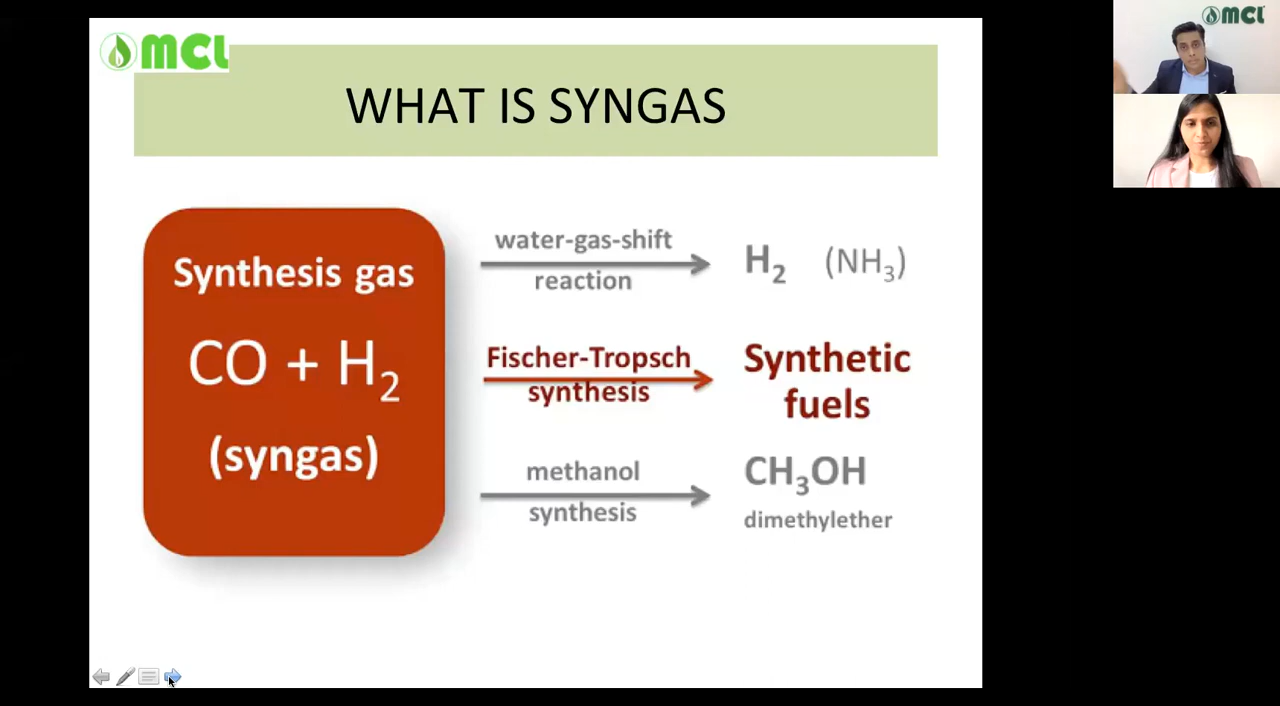 MCL
WHAT IS SYNGAS
Synthesis gas
CO + H₂
(syngas)
water-gas-shift
reaction
H₂ (NH₃)
Fischer-Tropsch
synthesis
Synthetic
fuels
methanol
synthesis
CH₃OH
dimethylether
MCL